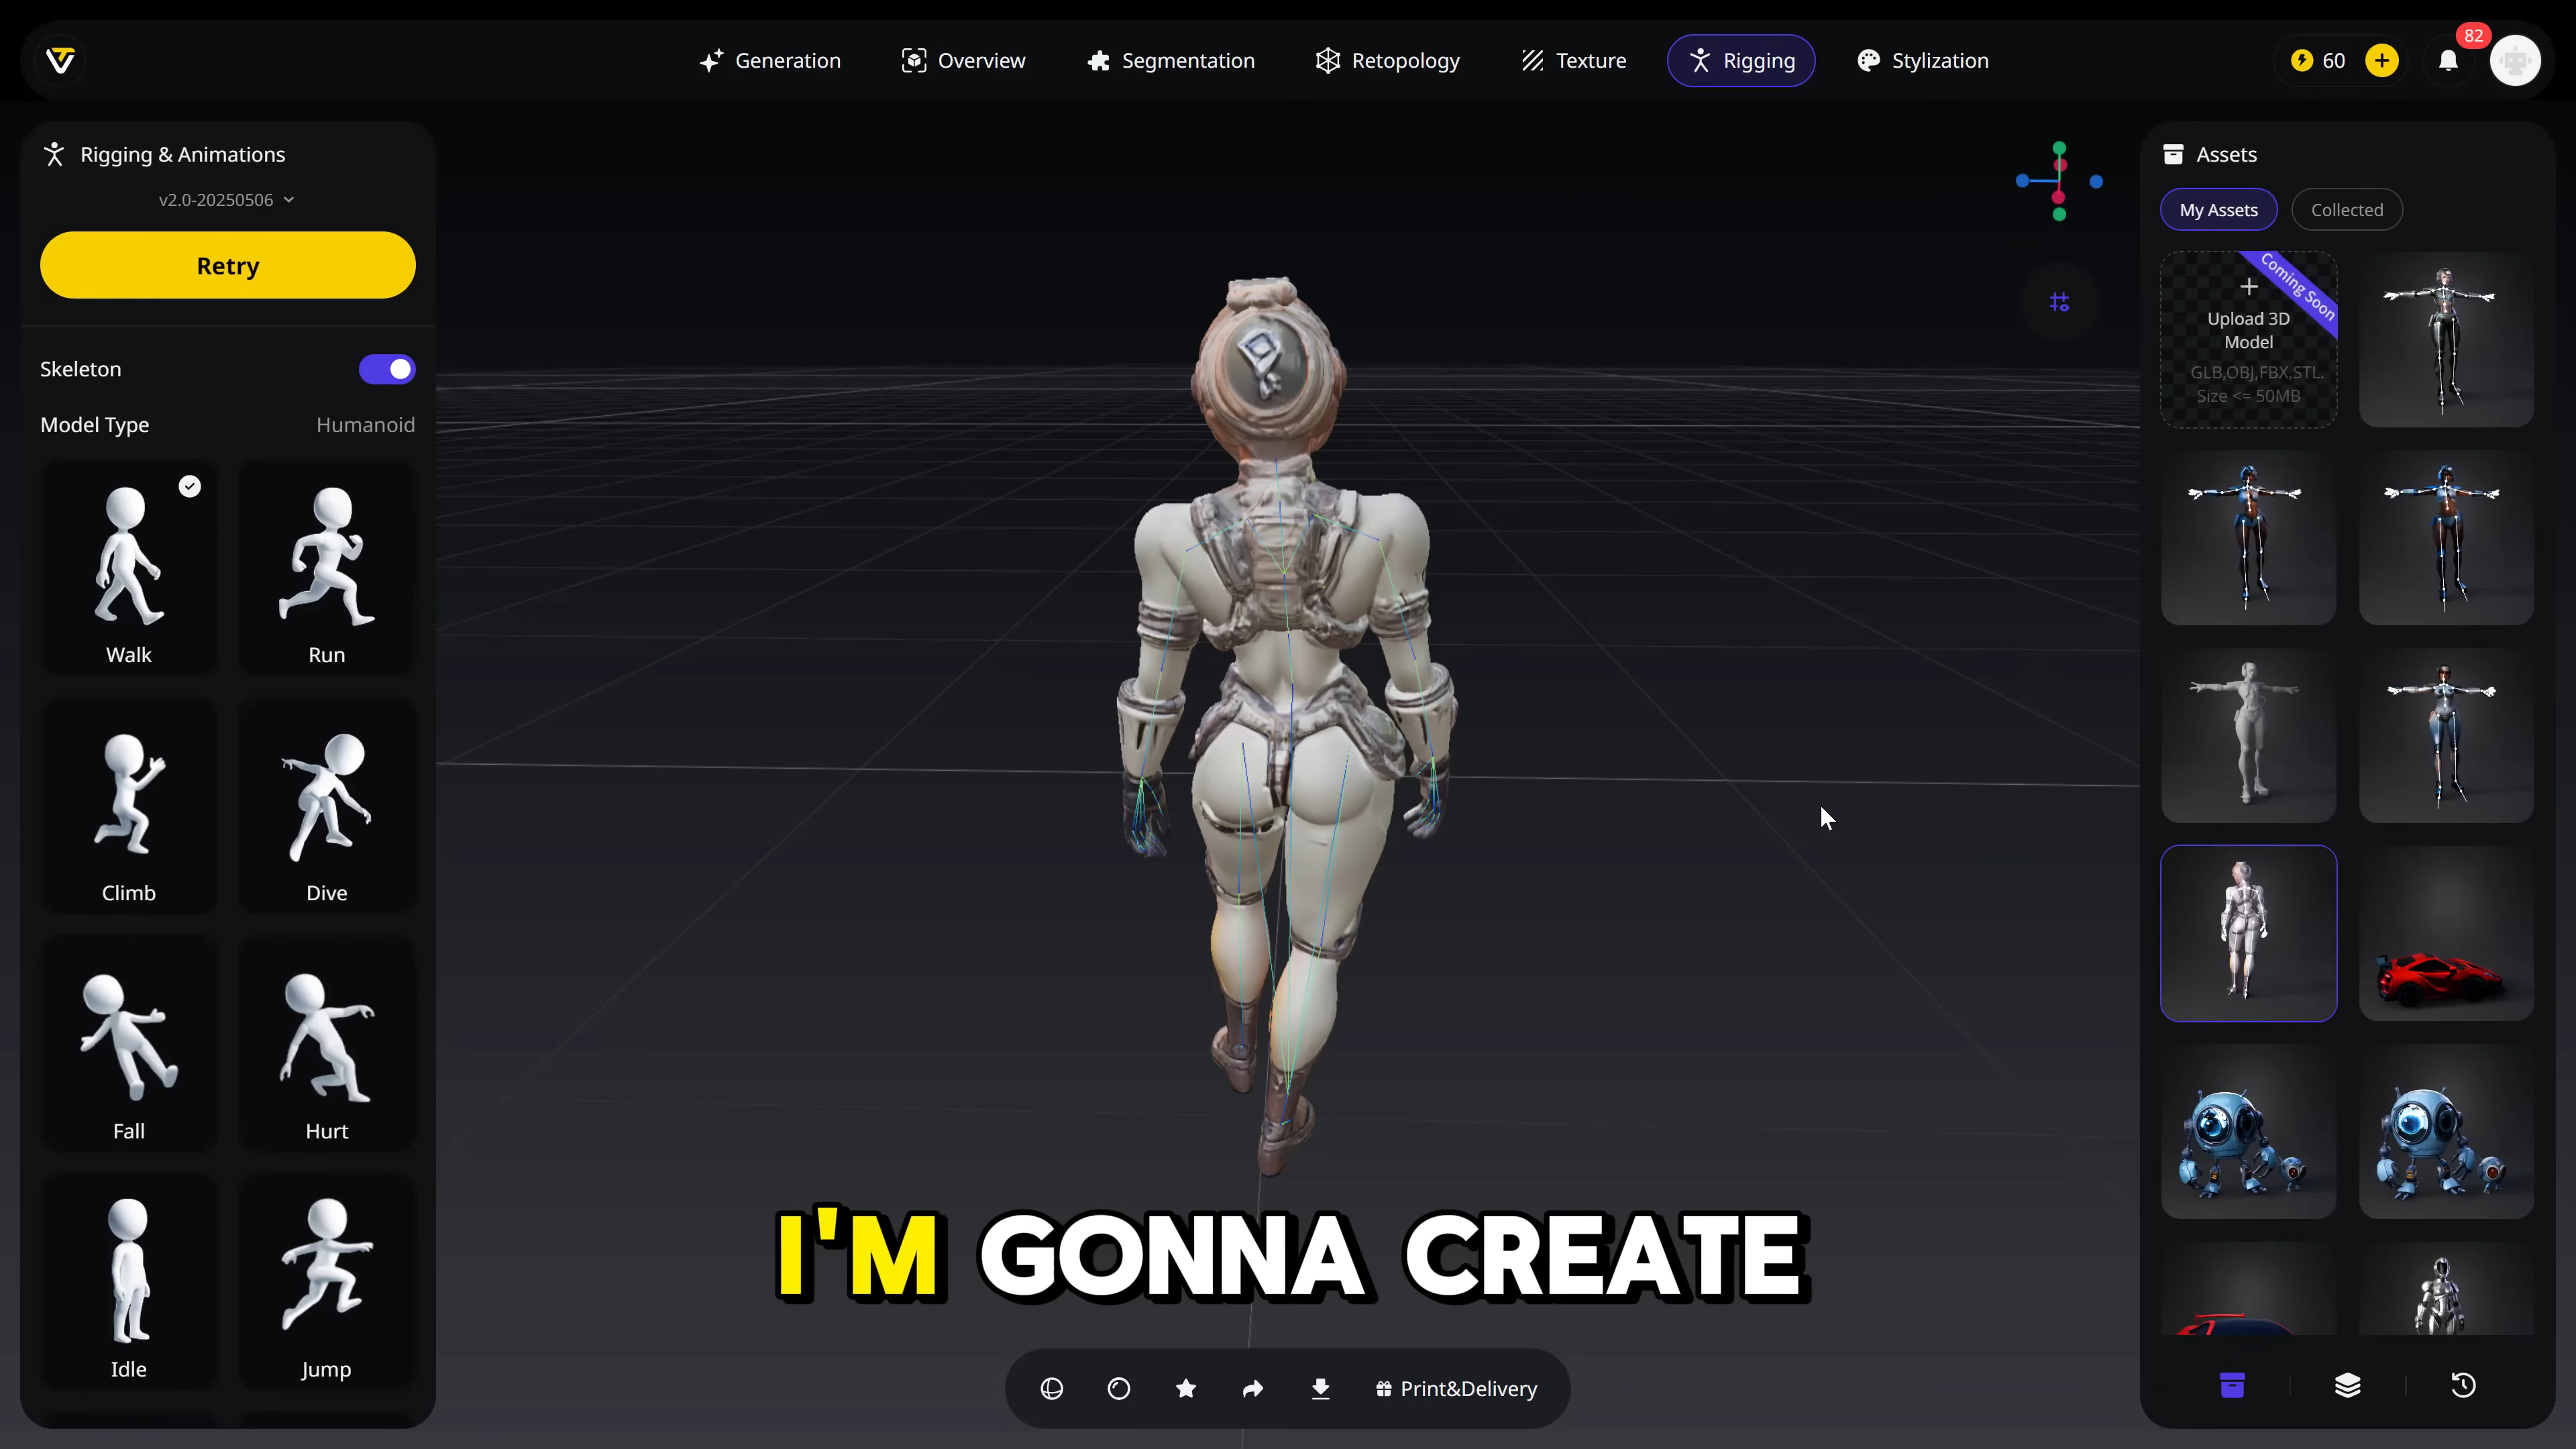 Generation
Overview
Segmentation
Retopology
Texture
Rigging
Stylization
60
82
Rigging & Animations
v2.0-20250506
Retry
Skeleton
Model Type
Humanoid
Walk
Run
Climb
Dive
Fall
Hurt
Idle
Jump
Assets
My Assets
Collected
Coming Soon
Upload 3D
Model
GLB,OBJ,FBX,STL.
Size <= 50MB
I'M GONNA CREATE
Print&Delivery